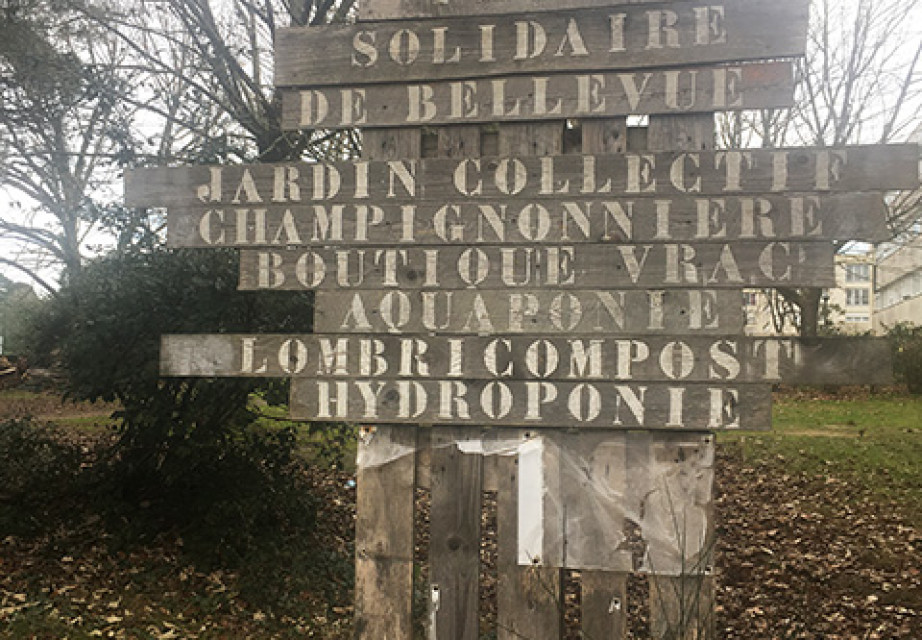 SOLIDAIRE
DE BELLEVUE
JARDIN COLLECTIF
CHAMPIGNONNIERE
BOUTIQUE VRAC
AQUAPONIE
LOMBRICOMPOST
HYDROPONIE